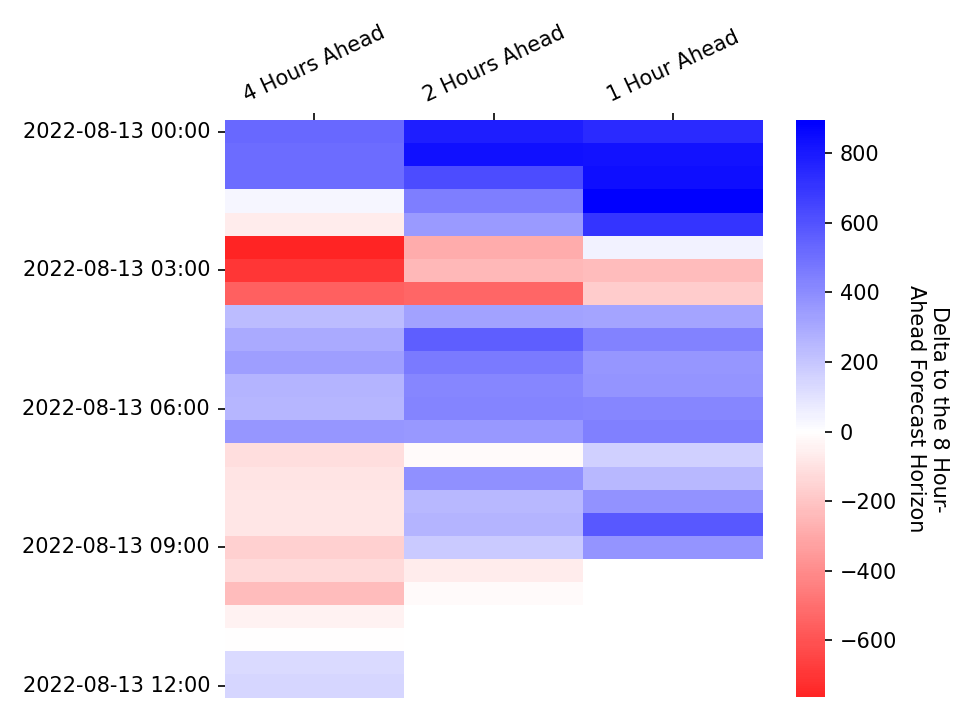 4 Hours Ahead
2 Hours Ahead
1 Hour Ahead
2022-08-13 00:00
2022-08-13 03:00
2022-08-13 06:00
2022-08-13 09:00
2022-08-13 12:00
800
600
400
200
0
−200
−400
−600
Delta to the 8 Hour-
Ahead Forecast Horizon